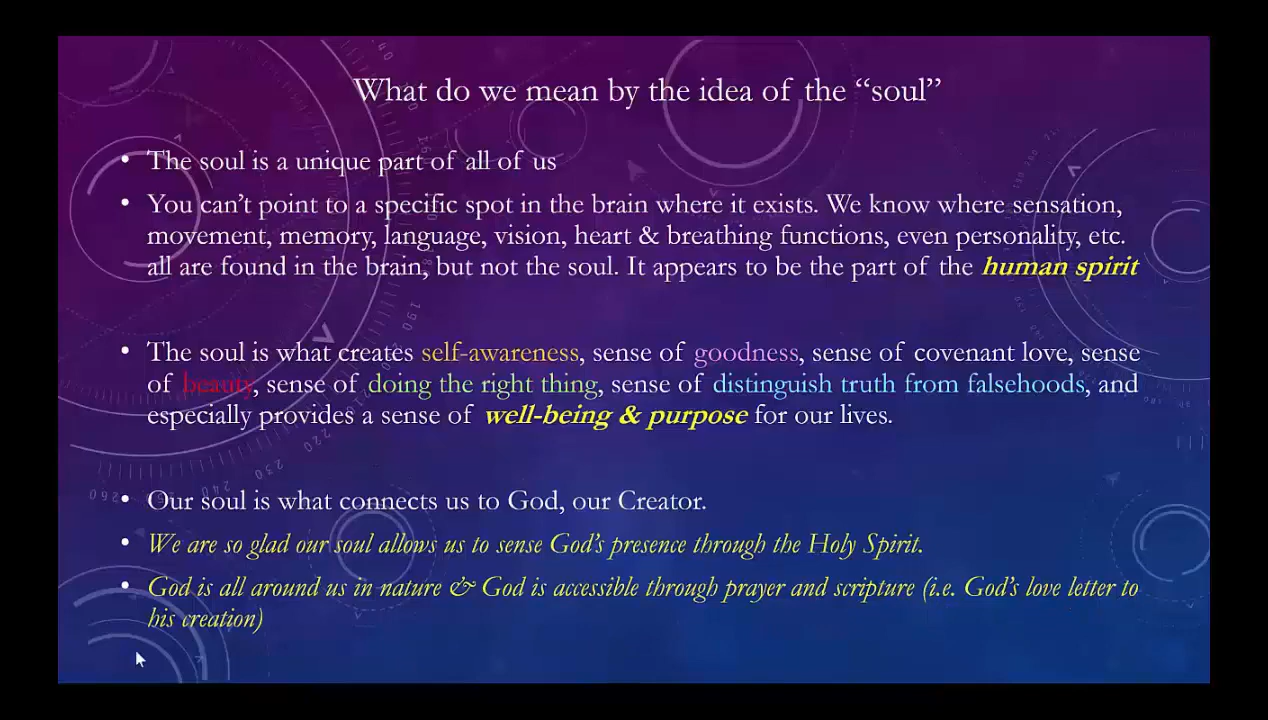 What do we mean by the idea of the “soul”
• The soul is a unique part of all of us
• You can’t point to a specific spot in the brain where it exists. We know where sensation,
movement, memory, language, vision, heart & breathing functions, even personality, etc.
all are found in the brain, but not the soul. It appears to be the part of the human spirit
• The soul is what creates self-awareness, sense of goodness, sense of covenant love, sense
of beauty, sense of doing the right thing, sense of distinguish truth from falsehoods, and
especially provides a sense of well-being & purpose for our lives.
• Our soul is what connects us to God, our Creator.
• We are so glad our soul allows us to sense God’s presence through the Holy Spirit.
• God is all around us in nature & God is accessible through prayer and scripture (i.e. God’s love letter to
his creation)